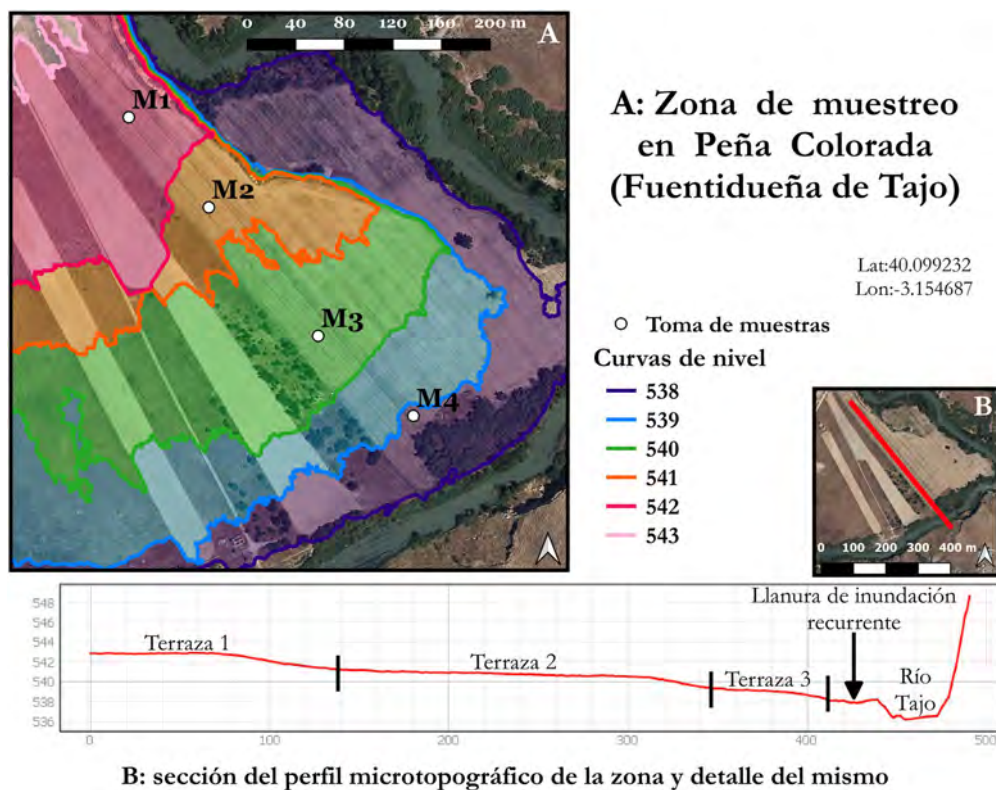 0 40 80 120 160 200 m
A
M1
M2
M3
M4
A: Zona de muestreo
en Peña Colorada
(Fuentidueña de Tajo)
Lat:40.099232
Lon:-3.154687
Toma de muestras
Curvas de nivel
538
539
540
541
542
543
B
0 100 200 300 400 m
548
546
544
542
540
538
536
Terraza 1
Terraza 2
Terraza 3
Llanura de inundación
recurrente
Río
Tajo
0 100 200 300 400 500
B: sección del perfil microtopográfico de la zona y detalle del mismo